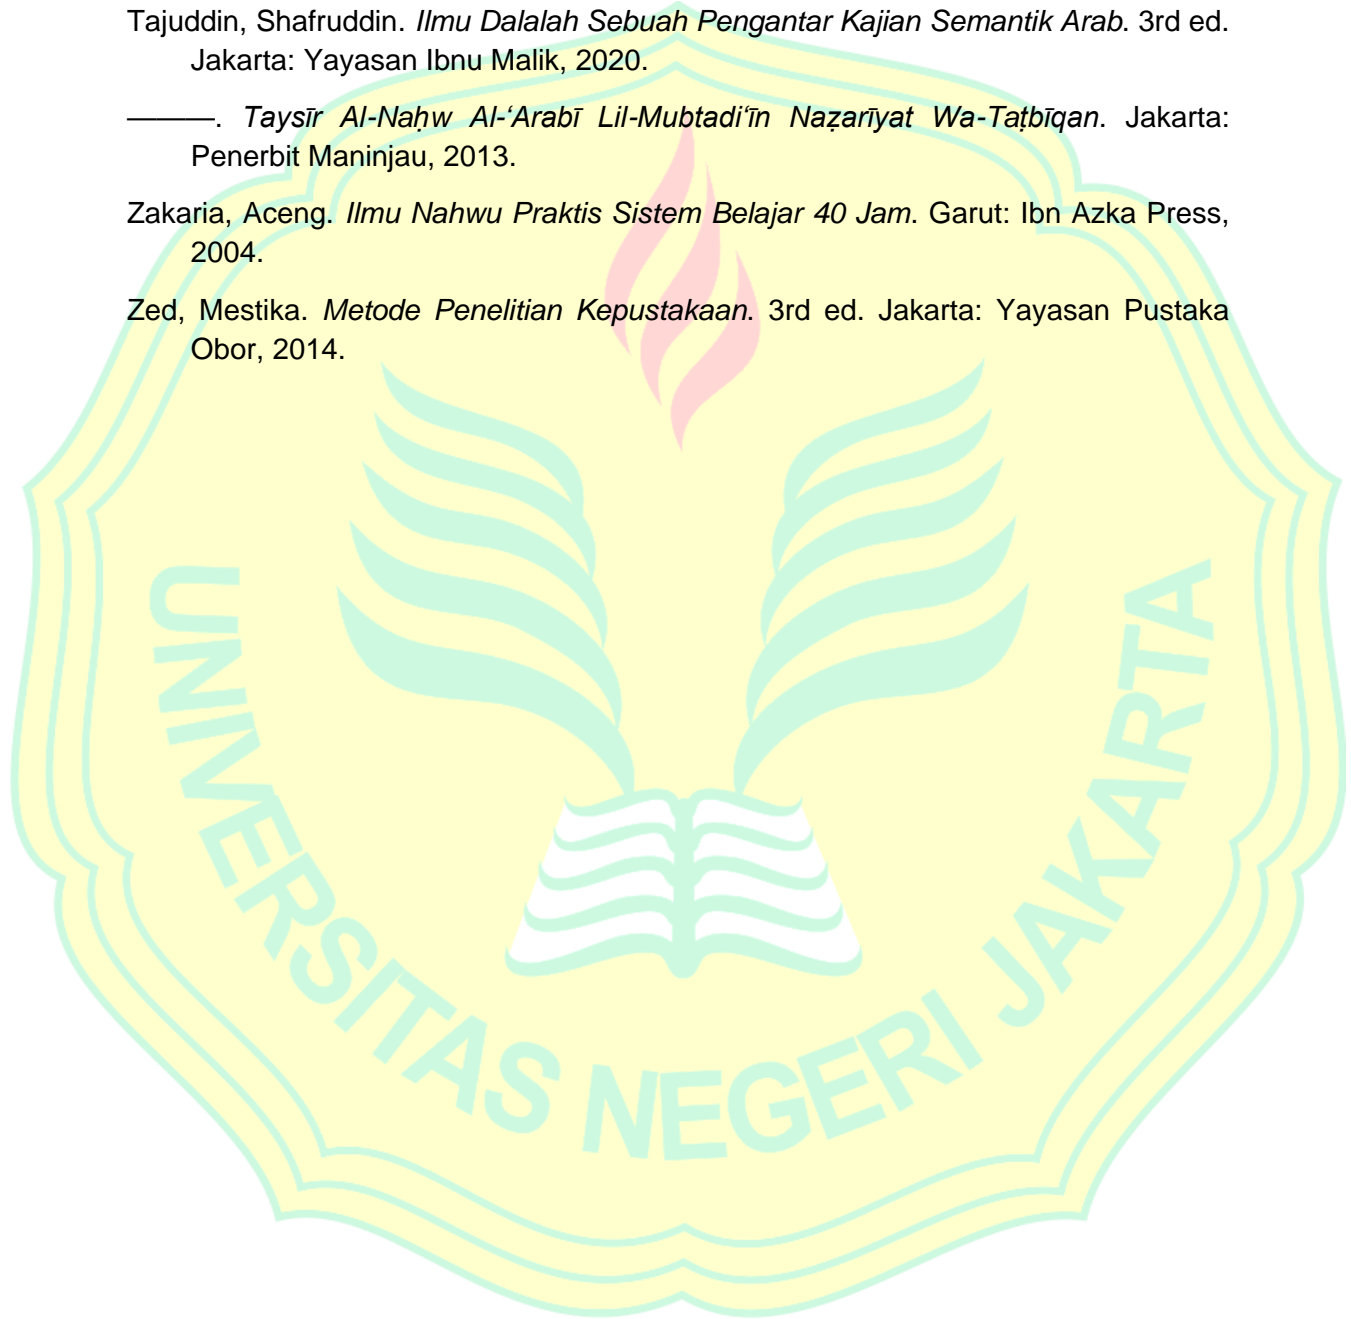 Tajuddin, Shafruddin. Ilmu Dalalah Sebuah Pengantar Kajian Semantik Arab. 3rd ed.
Jakarta: Yayasan Ibnu Malik, 2020.
———. Taysīr Al-Naḥw Al-‘Arabī Lil-Mubtadi‘īn Naẓarīyat Wa-Taṭbīqan. Jakarta:
Penerbit Maninjau, 2013.
Zakaria, Aceng. Ilmu Nahwu Praktis Sistem Belajar 40 Jam. Garut: Ibn Azka Press,
2004.
Zed, Mestika. Metode Penelitian Kepustakaan. 3rd ed. Jakarta: Yayasan Pustaka
Obor, 2014.
UNIVERSITAS NEGERI JAKARTA